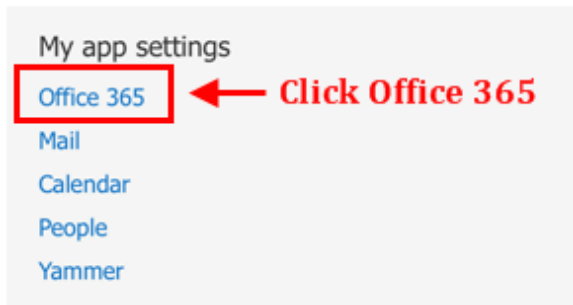 My app settings
Office 365 Click Office 365
Mail
Calendar
People
Yammer